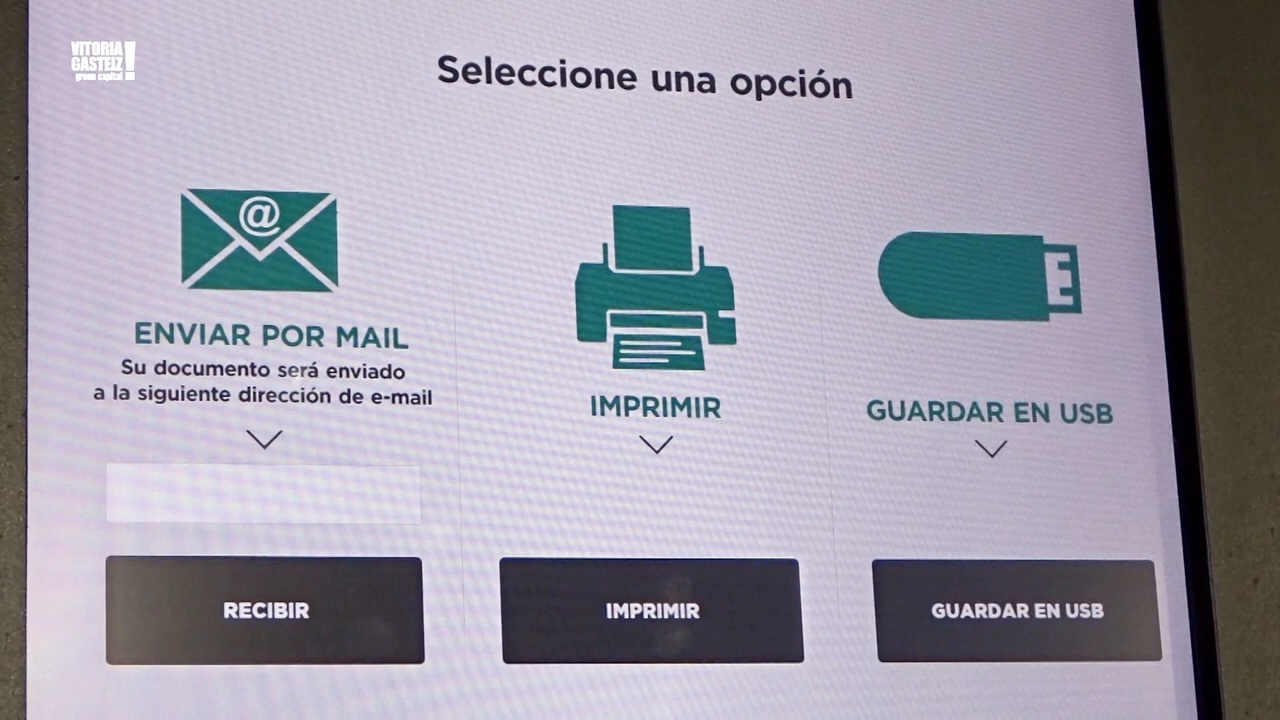 VITORIA
GASTEIZ
green capital
Seleccione una opción
@
ENVIAR POR MAIL
Su documento será enviado
a la siguiente dirección de e-mail
RECIBIR
IMPRIMIR
IMPRIMIR
GUARDAR EN USB
GUARDAR EN USB